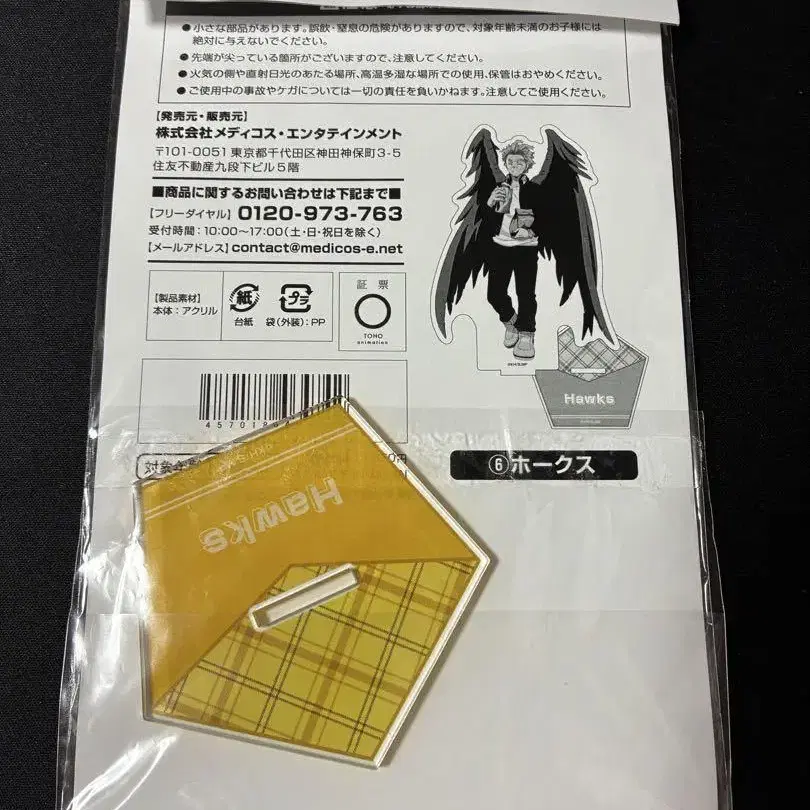 ●小さな部品があります。誤飲・窒息の危険がありますので、対象年齢未満のお子様には
絶対に与えないでください。
●先端が尖っている箇所がございますので、注意してください。
●火気の側や直射日光のあたる場所、高温多湿な場所での使用、保管はおやめください。
●ご使用中の事故やケガについては一切の責任を負いかねます。注意してご使用ください。
【発売元・販売元】
株式会社メディコス・エンタテインメント
〒101-0051 東京都千代田区神田神保町3-5
住友不動産九段下ビル5階
■商品に関するお問い合わせは下記まで■
【フリーダイヤル】0120-973-763
受付時間：10:00〜17:00（土・日・祝日を除く）
【メールアドレス】contact@medicos-e.net
【製品素材】
本体：アクリル
紙
台紙
プラ
袋（外装）：PP
証票
TOHO
animation
Hawks
⑥ホークス
Hawks